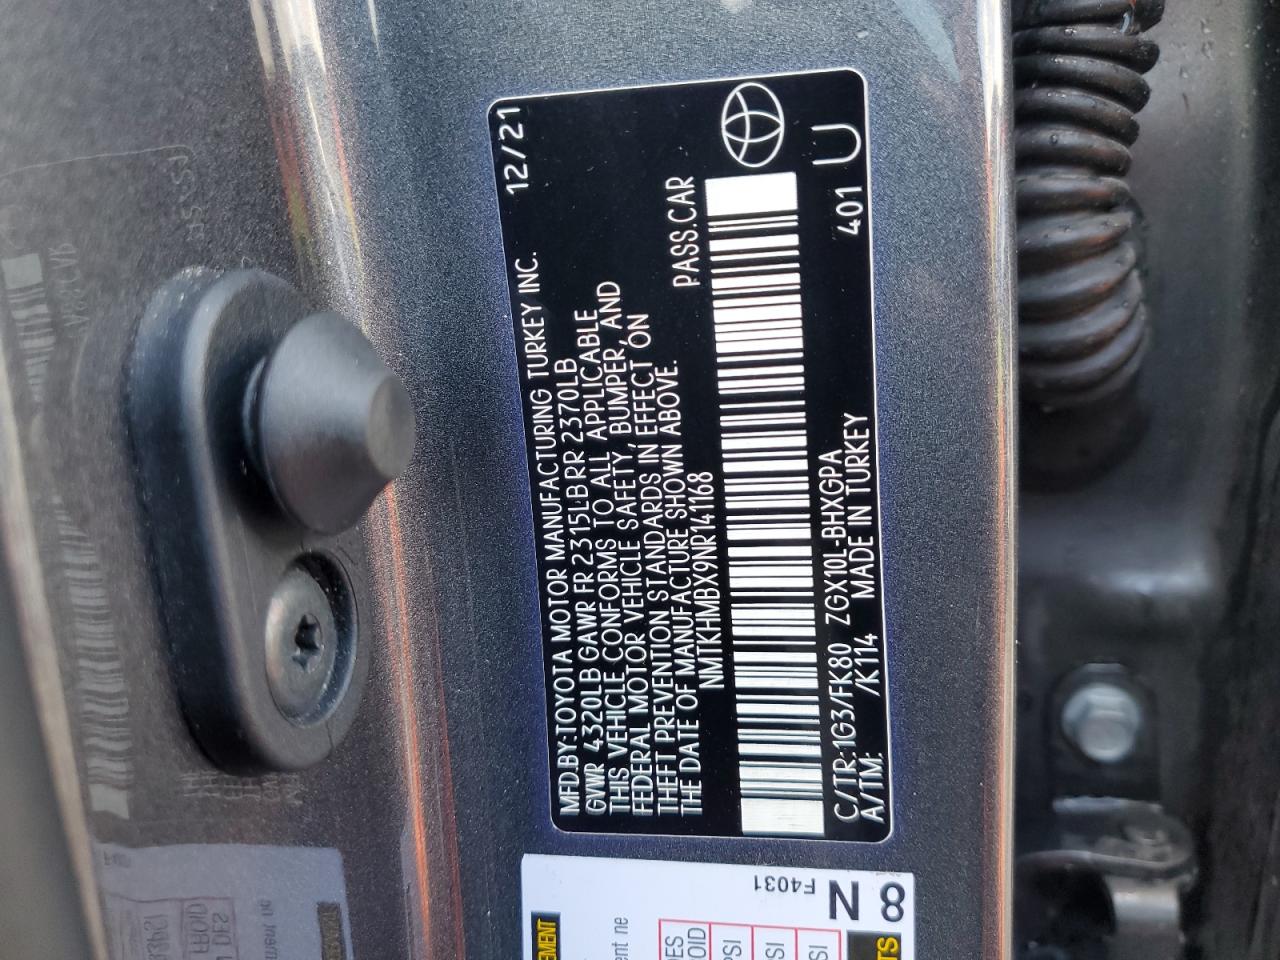 MFD.BY:TOYOTA MOTOR MANUFACTURING TURKEY INC. 12/21
GVWR 4320LB GAWR FR 2315LB RR 2370LB
THIS VEHICLE CONFORMS TO ALL APPLICABLE
FEDERAL MOTOR VEHICLE SAFETY, BUMPER, AND
THEFT PREVENTION STANDARDS IN EFFECT ON
THE DATE OF MANUFACTURE SHOWN ABOVE.
NMTKHMBX9NR141168 PASS.CAR
C/TR:1G3/FK80 ZGX10L-BHXGPA 401 U
A/TM: /K114 MADE IN TURKEY
8 N
F4031